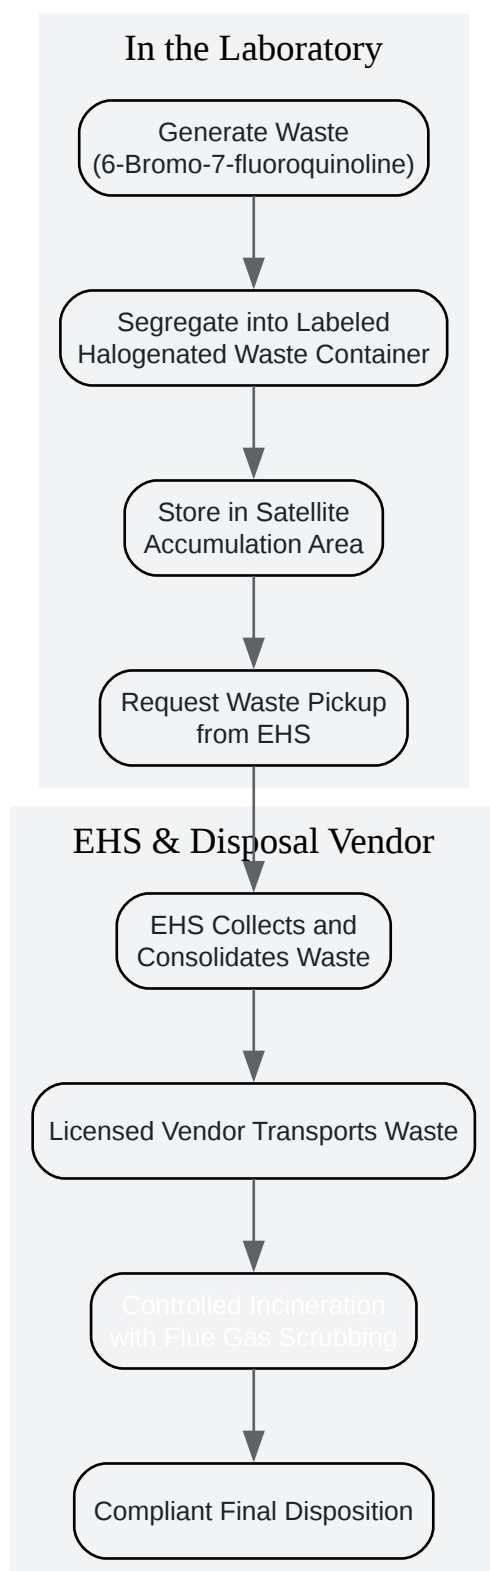 In the Laboratory
Generate Waste
(6-Bromo-7-fluoroquinoline)
Segregate into Labeled
Halogenated Waste Container
Store in Satellite
Accumulation Area
Request Waste Pickup
from EHS
EHS & Disposal Vendor
EHS Collects and
Consolidates Waste
Licensed Vendor Transports Waste
Controlled Incineration
with Flue Gas Scrubbing
Compliant Final Disposition